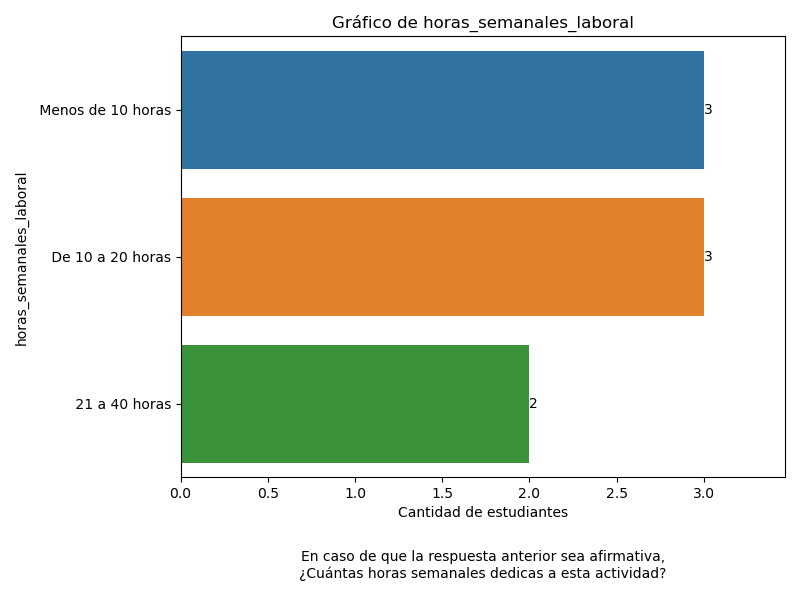 Gráfico de horas_semanales_laboral
horas_semanales_laboral
Menos de 10 horas
3
De 10 a 20 horas
3
21 a 40 horas
2
0.0 0.5 1.0 1.5 2.0 2.5 3.0
Cantidad de estudiantes
En caso de que la respuesta anterior sea afirmativa,
¿Cuántas horas semanales dedicas a esta actividad?